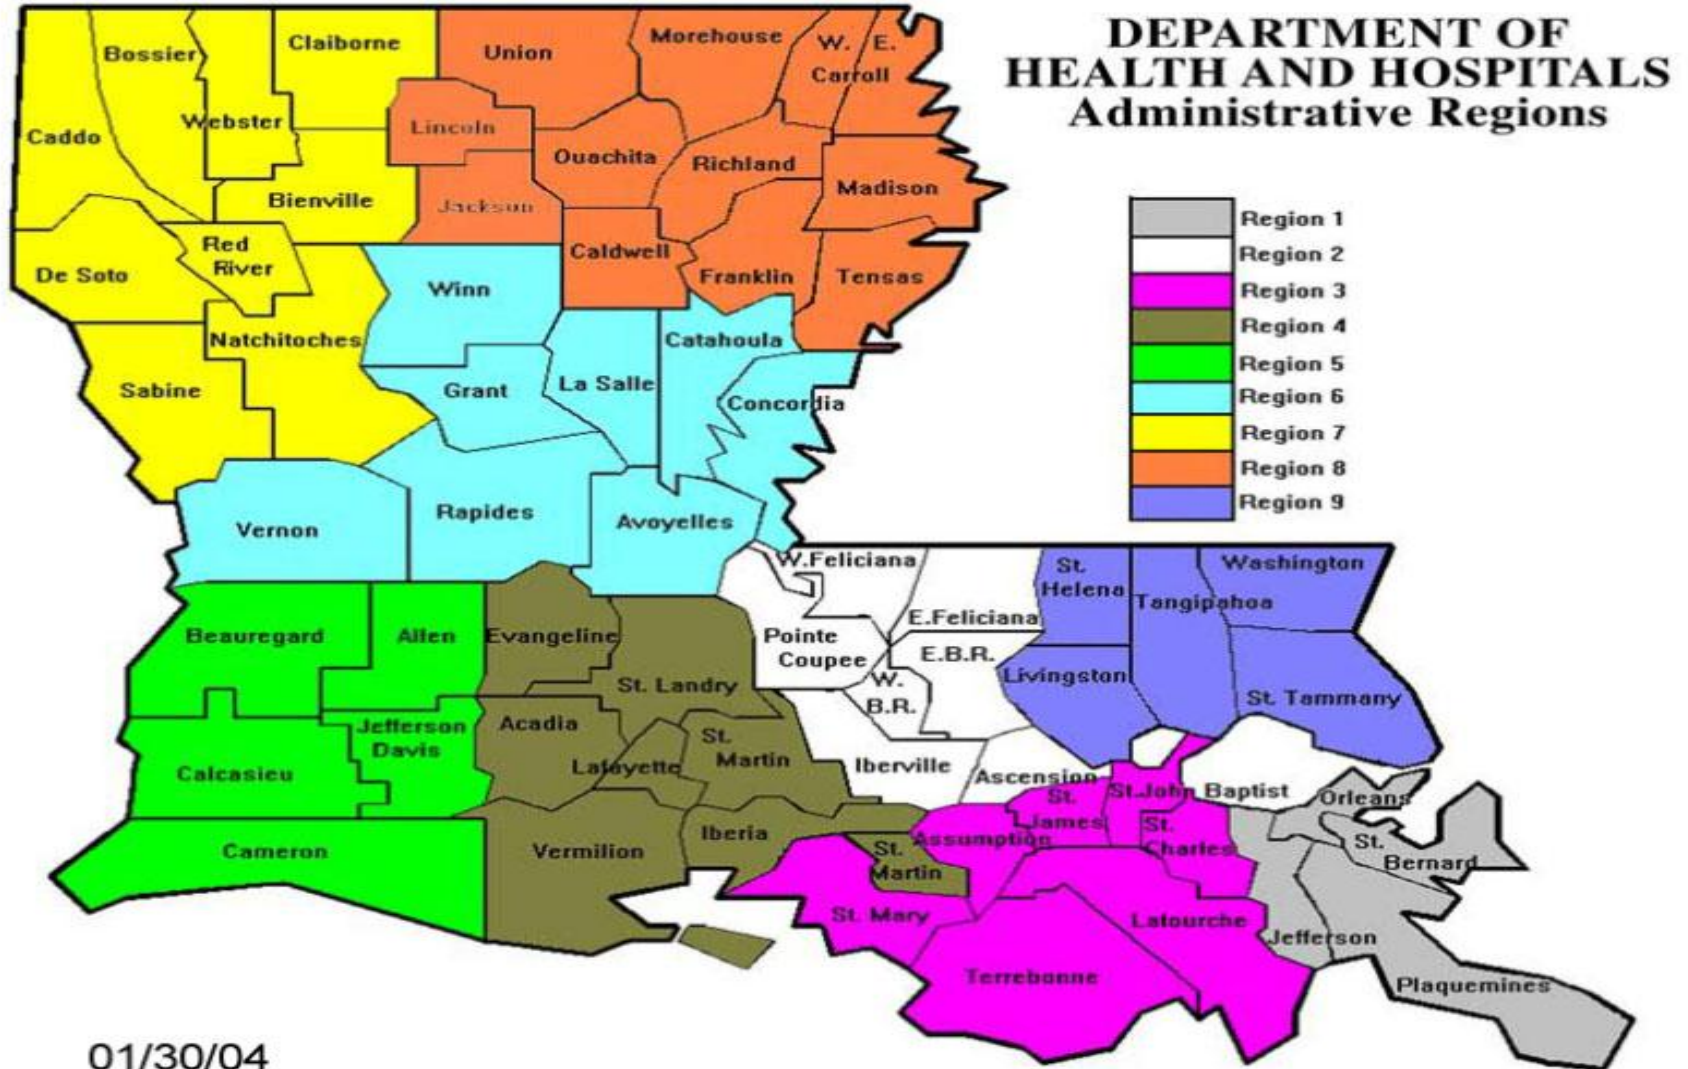 DEPARTMENT OF
HEALTH AND HOSPITALS
Administrative Regions
Region 1
Region 2
Region 3
Region 4
Region 5
Region 6
Region 7
Region 8
Region 9
Caddo
Bossier
Webster
Claiborne
Bienville
Red
River
De Soto
Sabine
Natchitoches
Union
Morehouse
W. E.
Carroll
Lincoln
Jackson
Ouachita
Richland
Madison
Caldwell
Franklin
Tensas
Winn
Grant
La Salle
Catahoula
Concordia
Vernon
Rapides
Avoyelles
Beauregard
Allen
Calcasieu
Jefferson
Davis
Cameron
Evangeline
St. Landry
Acadia
Lafayette
St.
Martin
Vermilion
Iberia
St.
Martin
W.Feliciana
E.Feliciana
Pointe
Coupee
E.B.R.
W.
B.R.
Iberville
Ascension
St.
Helena
Tangipahoa
Washington
Livingston
St. Tammany
Assumption
St.
James
St.John Baptist
St.
Charles
St. Mary
Terrebonne
Lafourche
Orleans
St.
Bernard
Jefferson
Plaquemines
01/30/04